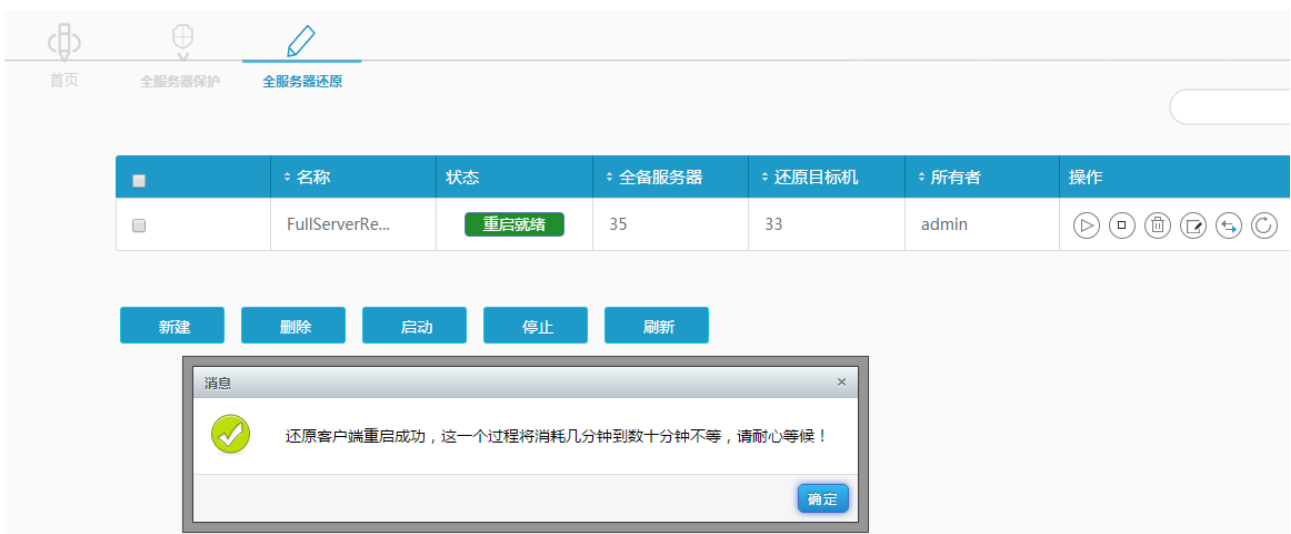 首页 全服务器保护 全服务器还原
名称 状态 全备服务器 还原目标机 所有者 操作
FullServerRe... 重启就绪 35 33 admin
新建 删除 启动 停止 刷新
消息
还原客户端重启成功，这一个过程将消耗几分钟到数十分钟不等，请耐心等候！
确定